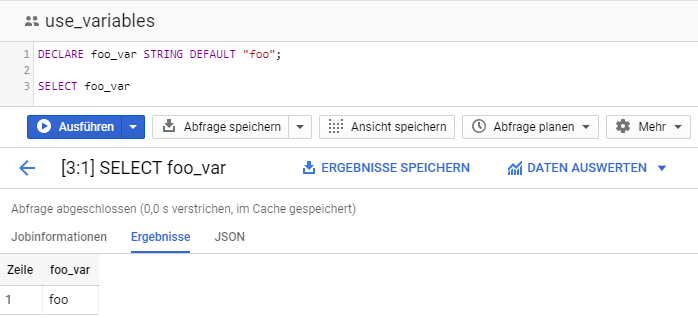 use_variables
1 DECLARE foo_var STRING DEFAULT "foo";
2
3 SELECT foo_var
Ausführen Abfrage speichern Ansicht speichern Abfrage planen Mehr
[3:1] SELECT foo_var ERGEBNISSE SPEICHERN DATEN AUSWERTEN
Abfrage abgeschlossen (0,0 s verstrichen, im Cache gespeichert)
Jobinformationen Ergebnisse JSON
Zeile foo_var
1 foo